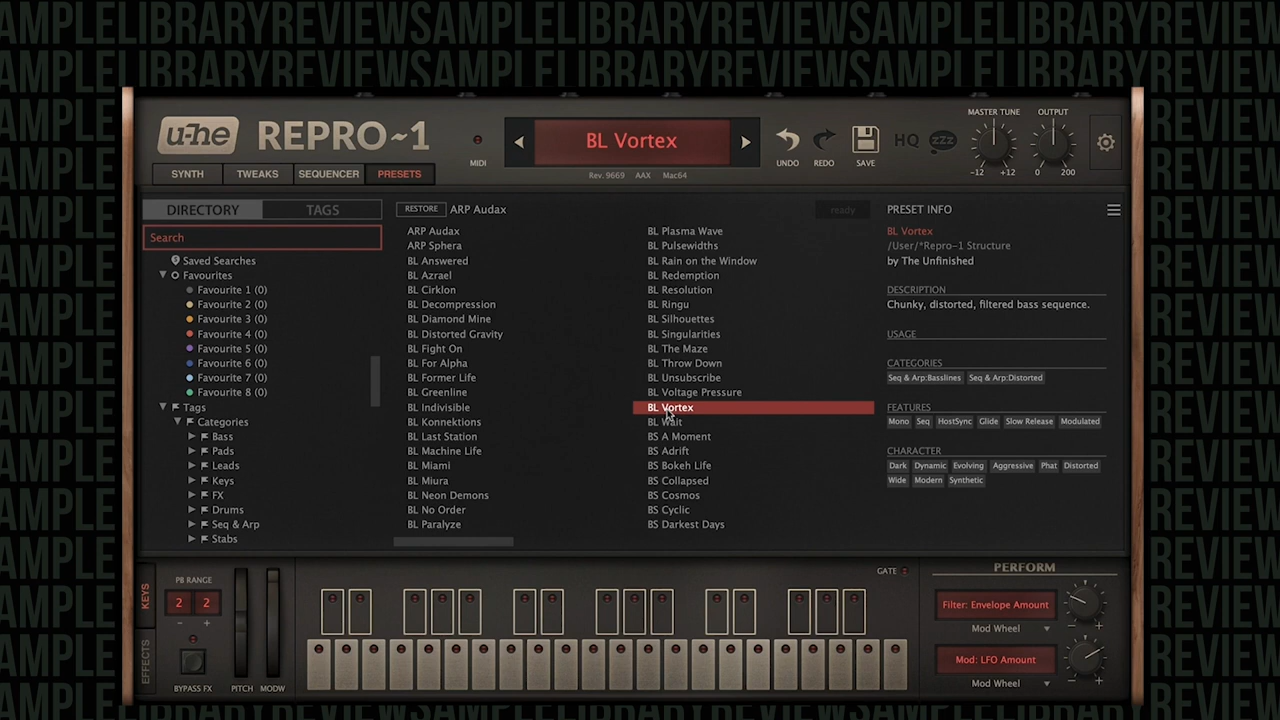 SAMPLELIBRARYREVIEWSAMPLELIBRARYREVIEWSAMPLELIBRARYREVIEWS
u-he REPRO~1
MIDI
BL Vortex
Rev. 9669 AAX Mac64
UNDO REDO SAVE
HQ zzz
MASTER TUNE OUTPUT
-12 +12 0 200
SYNTH TWEAKS SEQUENCER PRESETS
DIRECTORY TAGS
Search
Saved Searches
Favourites
Favourite 1 (0)
Favourite 2 (0)
Favourite 3 (0)
Favourite 4 (0)
Favourite 5 (0)
Favourite 6 (0)
Favourite 7 (0)
Favourite 8 (0)
Tags
Categories
Bass
Pads
Leads
Keys
FX
Drums
Seq & Arp
Stabs
RESTORE ARP Audax
ready
ARP Audax
ARP Sphera
BL Answered
BL Azrael
BL Cirklon
BL Decompression
BL Diamond Mine
BL Distorted Gravity
BL Fight On
BL For Alpha
BL Former Life
BL Greenline
BL Indivisible
BL Konnektions
BL Last Station
BL Machine Life
BL Miami
BL Miura
BL Neon Demons
BL No Order
BL Paralyze
BL Plasma Wave
BL Pulsewidths
BL Rain on the Window
BL Redemption
BL Resolution
BL Ringu
BL Silhouettes
BL Singularities
BL The Maze
BL Throw Down
BL Unsubscribe
BL Voltage Pressure
BL Vortex
BL Wait
BS A Moment
BS Adrift
BS Bokeh Life
BS Collapsed
BS Cosmos
BS Cyclic
BS Darkest Days
PRESET INFO
BL Vortex
/User/*Repro-1 Structure
by The Unfinished
DESCRIPTION
Chunky, distorted, filtered bass sequence.
USAGE
CATEGORIES
Seq & Arp:Basslines Seq & Arp:Distorted
FEATURES
Mono Seq HostSync Glide Slow Release Modulated
CHARACTER
Dark Dynamic Evolving Aggressive Phat Distorted
Wide Modern Synthetic
KEYS
EFFECTS
PB RANGE
2 2
− +
BYPASS FX
PITCH MODW
GATE
PERFORM
Filter: Envelope Amount
Mod Wheel
− +
Mod: LFO Amount
Mod Wheel
− +